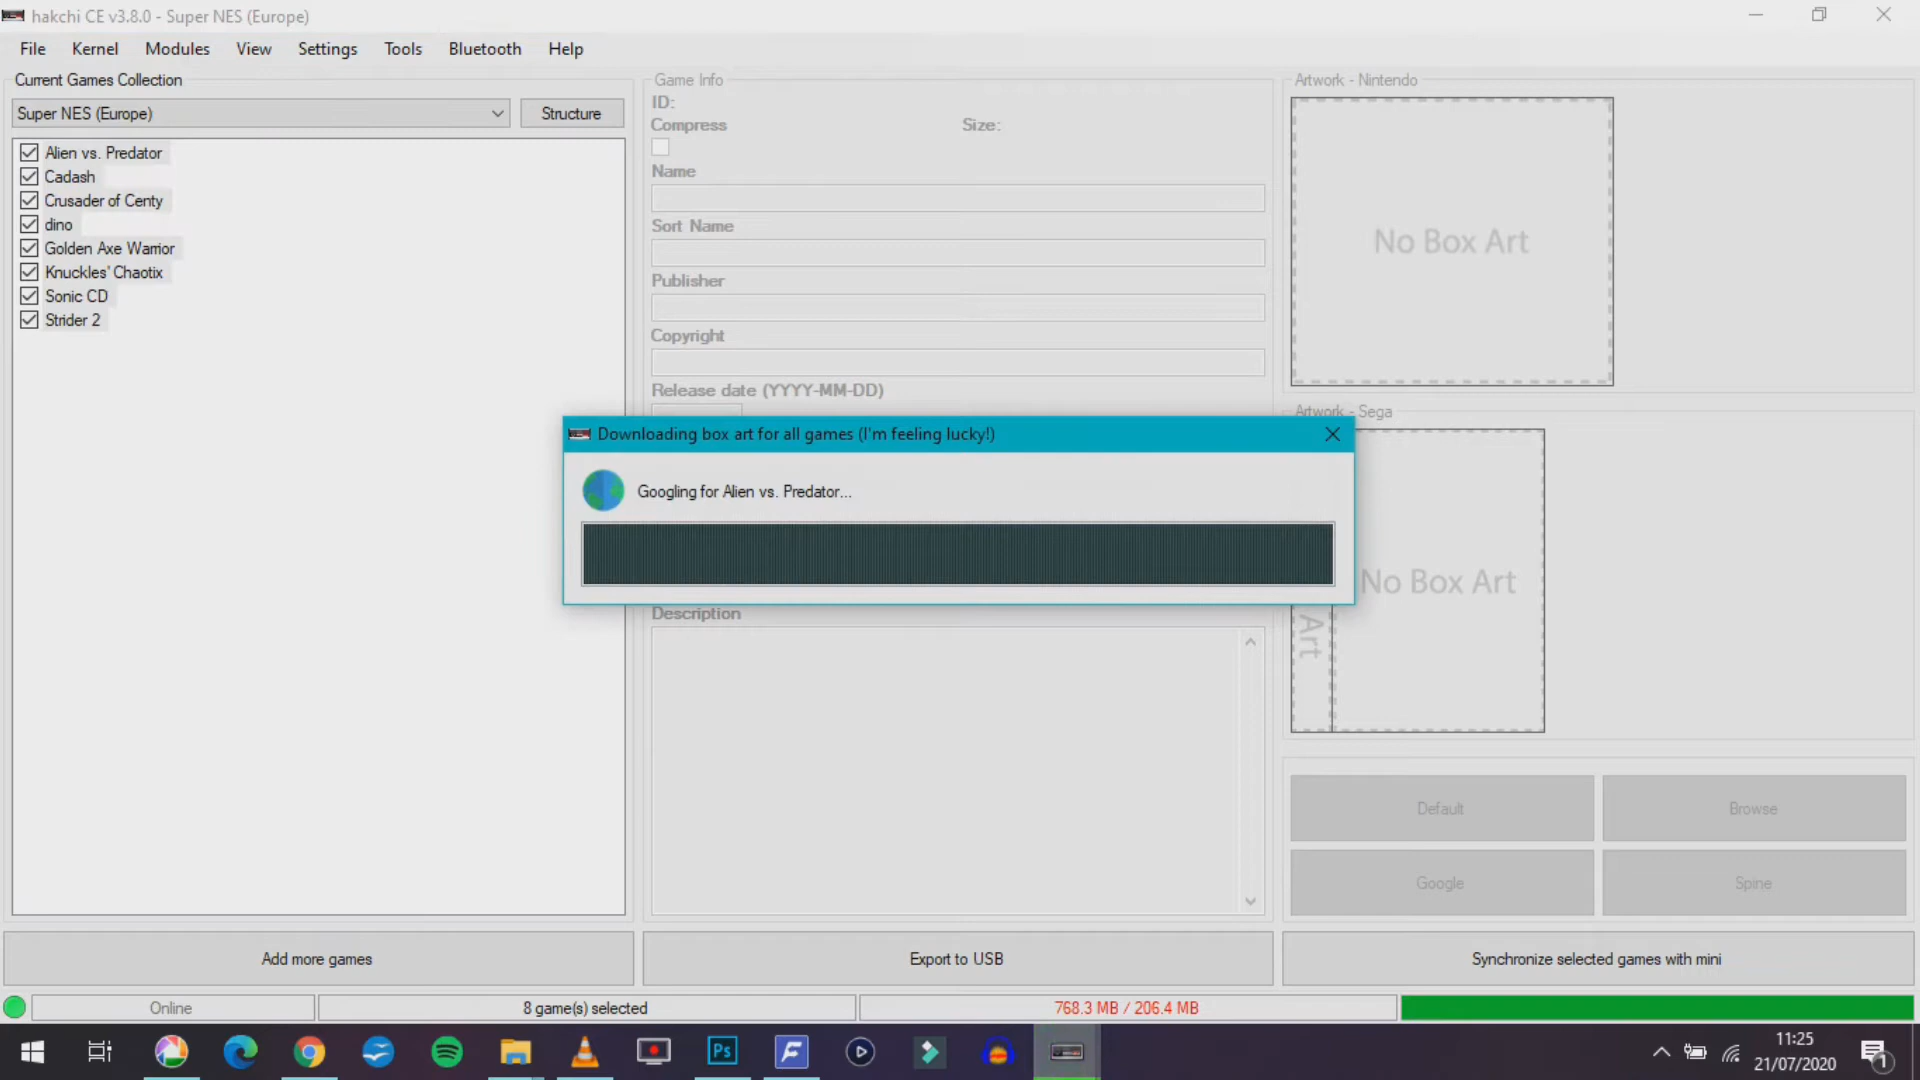 hakchi CE v3.8.0 - Super NES (Europe)
File Kernel Modules View Settings Tools Bluetooth Help
Current Games Collection
Super NES (Europe)
Structure
Alien vs. Predator
Cadash
Crusader of Centy
dino
Golden Axe Warrior
Knuckles' Chaotix
Sonic CD
Strider 2
Game Info
ID:
Compress
Size:
Name
Sort Name
Publisher
Copyright
Release date (YYYY-MM-DD)
Description
Artwork - Nintendo
No Box Art
Artwork - Sega
No Box Art
Art
Downloading box art for all games (I'm feeling lucky!)
Googling for Alien vs. Predator...
Default
Browse
Google
Spine
Add more games
Export to USB
Synchronize selected games with mini
Online
8 game(s) selected
768.3 MB / 206.4 MB
Ps
11:25
21/07/2020
1